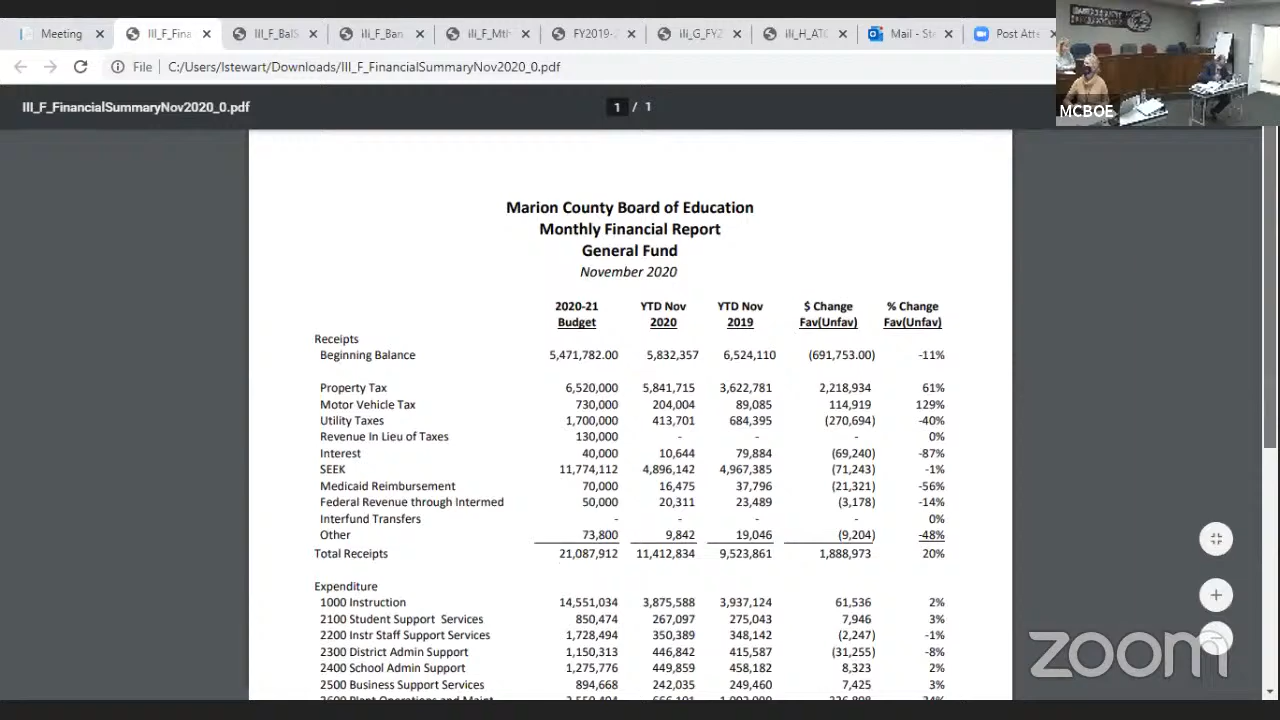 Meeting
III_F_Fina
III_F_BalS
iIi_F_Ban
iIi_F_Mth
FY2019-
iIi_G_FY2
iii_H_ATC
Mail - Ste
Post Atte
File C:/Users/lstewart/Downloads/III_F_FinancialSummaryNov2020_0.pdf
MCBOE
III_F_FinancialSummaryNov2020_0.pdf 1 / 1
Marion County Board of Education
Monthly Financial Report
General Fund
November 2020
2020-21 YTD Nov YTD Nov $ Change % Change
Budget 2020 2019 Fav(Unfav) Fav(Unfav)
Receipts
Beginning Balance 5,471,782.00 5,832,357 6,524,110 (691,753.00) -11%
Property Tax 6,520,000 5,841,715 3,622,781 2,218,934 61%
Motor Vehicle Tax 730,000 204,004 89,085 114,919 129%
Utility Taxes 1,700,000 413,701 684,395 (270,694) -40%
Revenue In Lieu of Taxes 130,000 - - - 0%
Interest 40,000 10,644 79,884 (69,240) -87%
SEEK 11,774,112 4,896,142 4,967,385 (71,243) -1%
Medicaid Reimbursement 70,000 16,475 37,796 (21,321) -56%
Federal Revenue through Intermed 50,000 20,311 23,489 (3,178) -14%
Interfund Transfers - - - - 0%
Other 73,800 9,842 19,046 (9,204) -48%
Total Receipts 21,087,912 11,412,834 9,523,861 1,888,973 20%
Expenditure
1000 Instruction 14,551,034 3,875,588 3,937,124 61,536 2%
2100 Student Support Services 850,474 267,097 275,043 7,946 3%
2200 Instr Staff Support Services 1,728,494 350,389 348,142 (2,247) -1%
2300 District Admin Support 1,150,313 446,842 415,587 (31,255) -8%
2400 School Admin Support 1,275,776 449,859 458,182 8,323 2%
2500 Business Support Services 894,668 242,035 249,460 7,425 3%
2600 Plant Operations and Maint
zoom